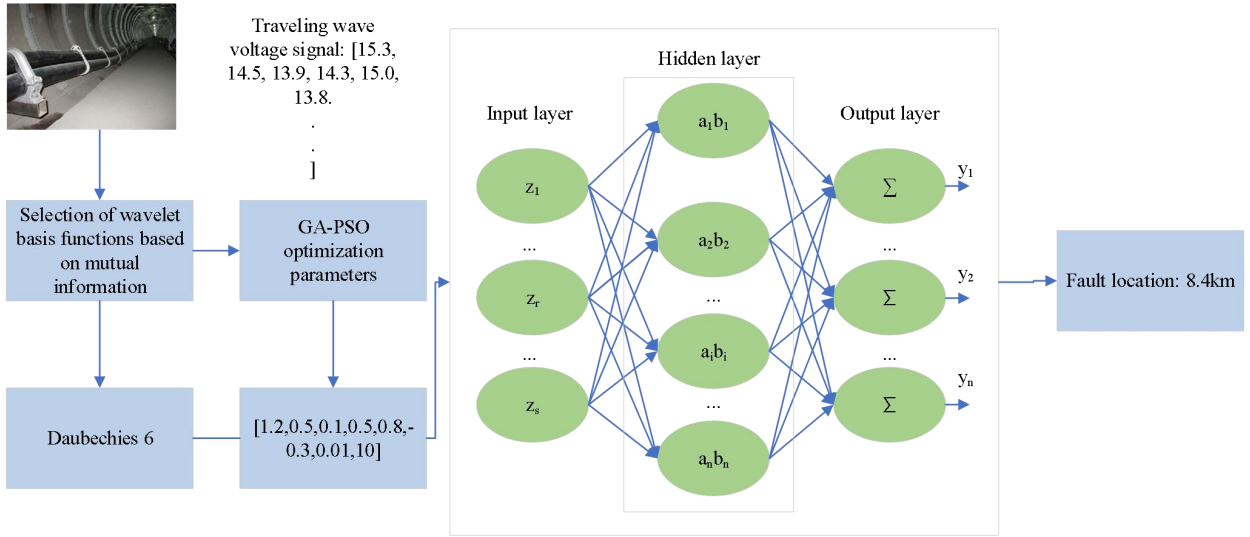 Traveling wave
voltage signal: [15.3,
14.5, 13.9, 14.3, 15.0,
13.8.
.
.
]
Selection of wavelet
basis functions based
on mutual
information
GA-PSO
optimization
parameters
Daubechies 6
[1.2,0.5,0.1,0.5,0.8,-
0.3,0.01,10]
Input layer
z₁
...
zᵣ
...
zₛ
Hidden layer
a₁b₁
a₂b₂
...
aᵢbᵢ
...
aₙbₙ
Output layer
∑
...
∑
...
∑
y₁
y₂
yₙ
Fault location: 8.4km